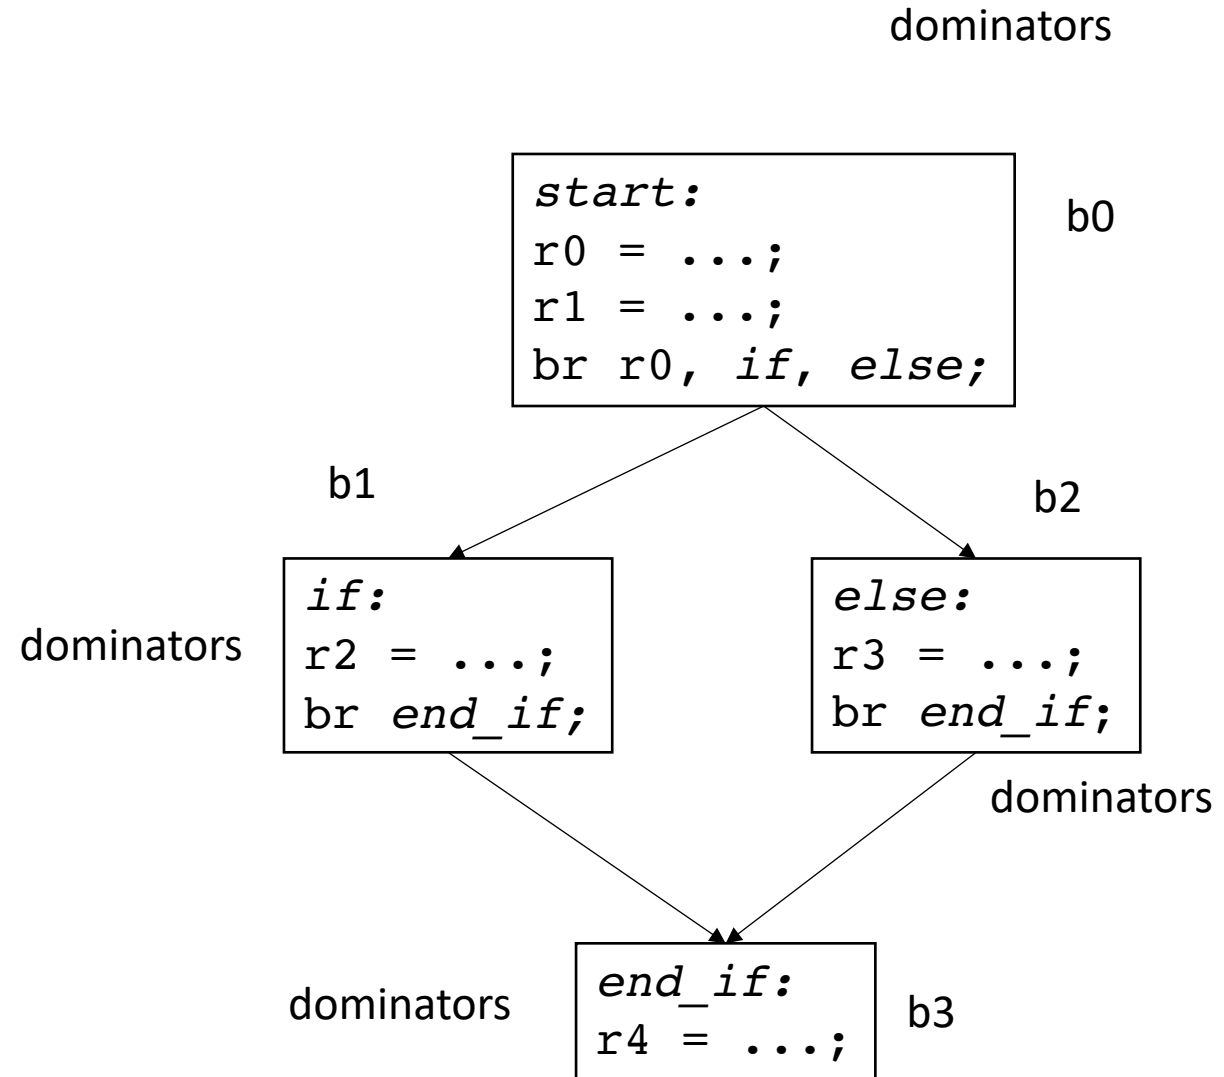 dominators
start:
r0 = ...;
r1 = ...;
br r0, if, else;
b0
b1
b2
dominators
if:
r2 = ...;
br end_if;
else:
r3 = ...;
br end_if;
dominators
dominators
end_if:
r4 = ...;
b3